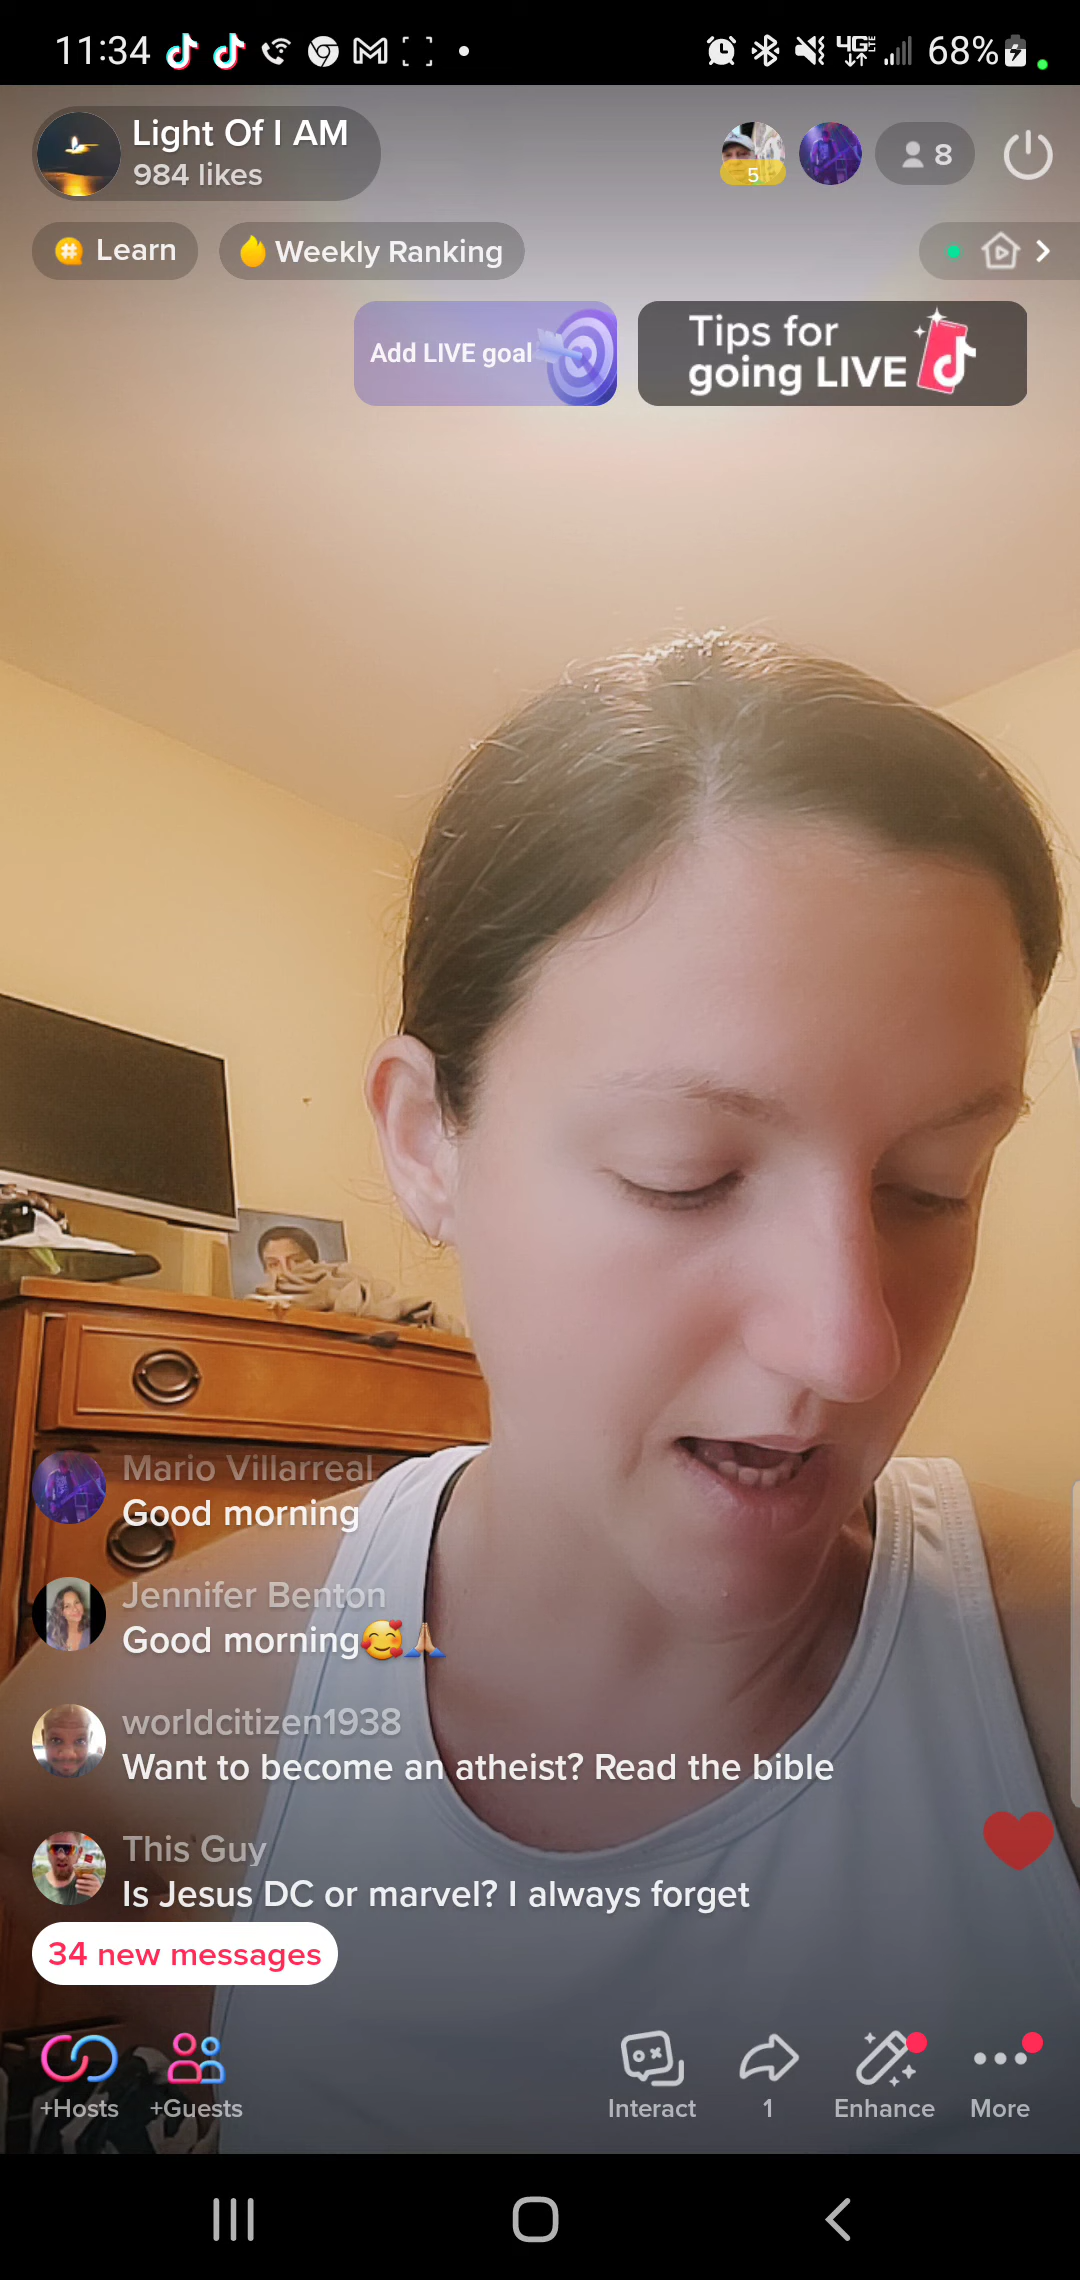 11:34
4G LTE
68%
Light Of I AM
984 likes
5
8
Learn
Weekly Ranking
Add LIVE goal
Tips for
going LIVE
Mario Villarreal
Good morning
Jennifer Benton
Good morning🥰🙏🏽
worldcitizen1938
Want to become an atheist? Read the bible
This Guy
Is Jesus DC or marvel? I always forget
34 new messages
+Hosts
+Guests
Interact
1
Enhance
More